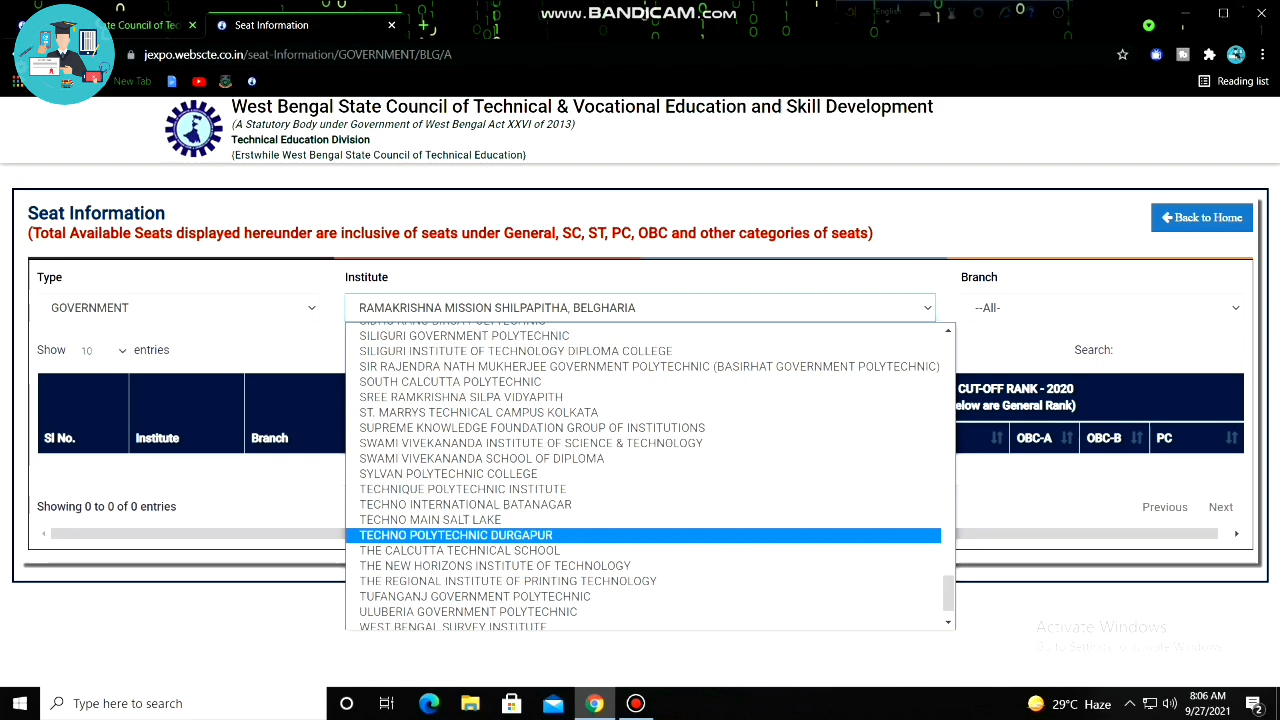 www.BANDICAM.com
te Council of Tec
Seat Information
jexpo.webscte.co.in/seat-Information/GOVERNMENT/BLG/A
New Tab
Reading list
West Bengal State Council of Technical & Vocational Education and Skill Development
(A Statutory Body under Government of West Bengal Act XXVI of 2013)
Technical Education Division
{Erstwhile West Bengal State Council of Technical Education}
Seat Information
Back to Home
(Total Available Seats displayed hereunder are inclusive of seats under General, SC, ST, PC, OBC and other categories of seats)
Type
Institute
Branch
GOVERNMENT
RAMAKRISHNA MISSION SHILPAPITHA, BELGHARIA
--All-
SILIGURI GOVERNMENT POLYTECHNIC
Show 10 entries
Search:
SILIGURI INSTITUTE OF TECHNOLOGY DIPLOMA COLLEGE
SIR RAJENDRA NATH MUKHERJEE GOVERNMENT POLYTECHNIC (BASIRHAT GOVERNMENT POLYTECHNIC)
SOUTH CALCUTTA POLYTECHNIC
SREE RAMKRISHNA SILPA VIDYAPITH
ST. MARRYS TECHNICAL CAMPUS KOLKATA
SUPREME KNOWLEDGE FOUNDATION GROUP OF INSTITUTIONS
SWAMI VIVEKANANDA INSTITUTE OF SCIENCE & TECHNOLOGY
SWAMI VIVEKANANDA SCHOOL OF DIPLOMA
SYLVAN POLYTECHNIC COLLEGE
TECHNIQUE POLYTECHNIC INSTITUTE
TECHNO INTERNATIONAL BATANAGAR
TECHNO MAIN SALT LAKE
TECHNO POLYTECHNIC DURGAPUR
THE CALCUTTA TECHNICAL SCHOOL
THE NEW HORIZONS INSTITUTE OF TECHNOLOGY
THE REGIONAL INSTITUTE OF PRINTING TECHNOLOGY
TUFANGANJ GOVERNMENT POLYTECHNIC
ULUBERIA GOVERNMENT POLYTECHNIC
WEST BENGAL SURVEY INSTITUTE
CUT-OFF RANK - 2020
elow are General Rank)
Sl No.
Institute
Branch
OBC-A
OBC-B
PC
Showing 0 to 0 of 0 entries
Previous
Next
Activate Windows
Go to Settings to activate Windows.
Type here to search
29°C Haze
8:06 AM
9/27/2021
2